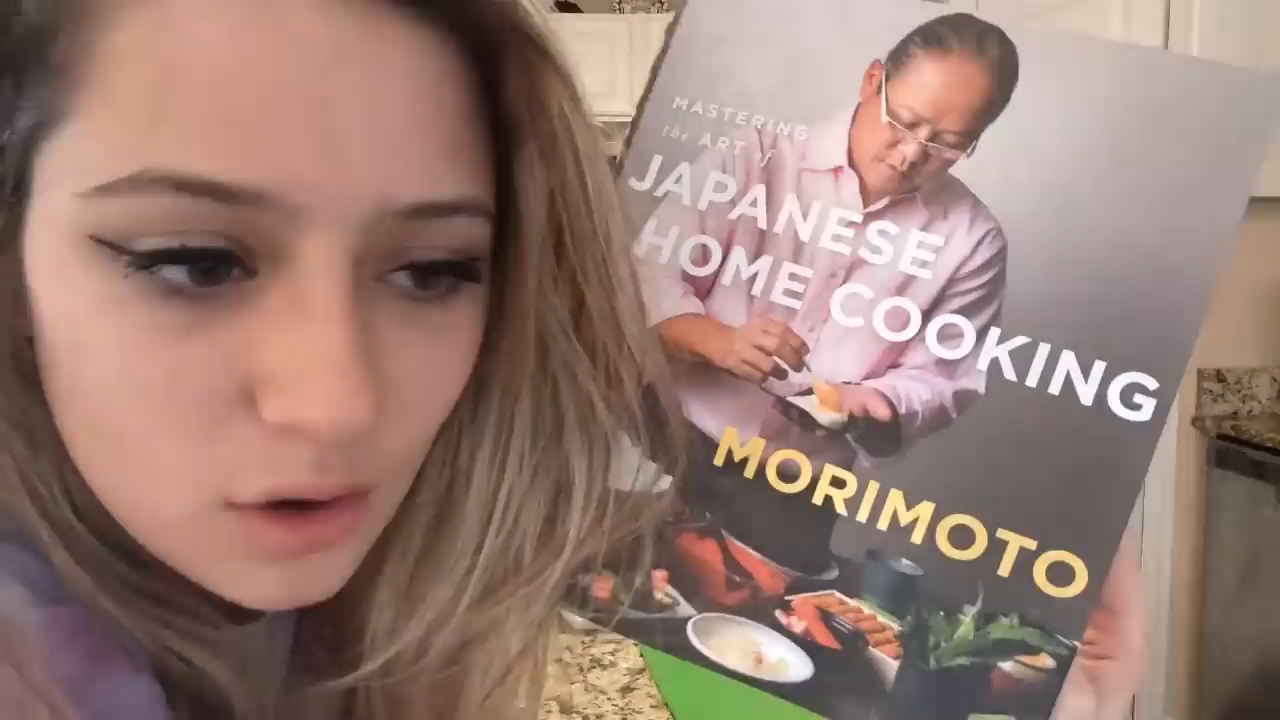 MASTERING
the ART of
JAPANESE
HOME COOKING
MORIMOTO